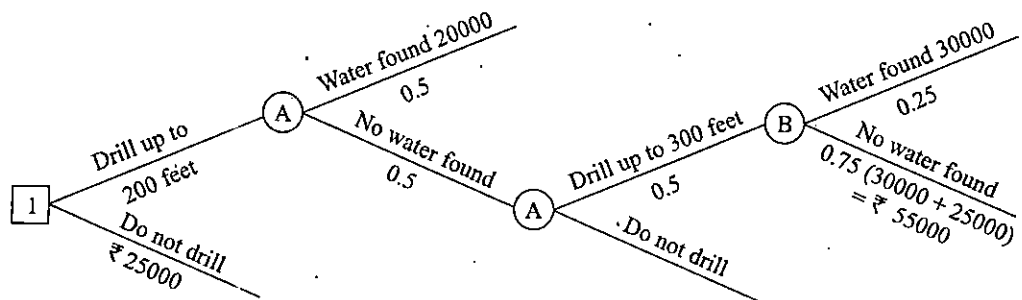 1
Drill up to
200 feet
Do not drill
₹ 25000
A
Water found 20000
0.5
No water found
0.5
A
Drill up to 300 feet
0.5
Do not drill
B
Water found 30000
0.25
No water found
0.75 (30000 + 25000)
= ₹ 55000